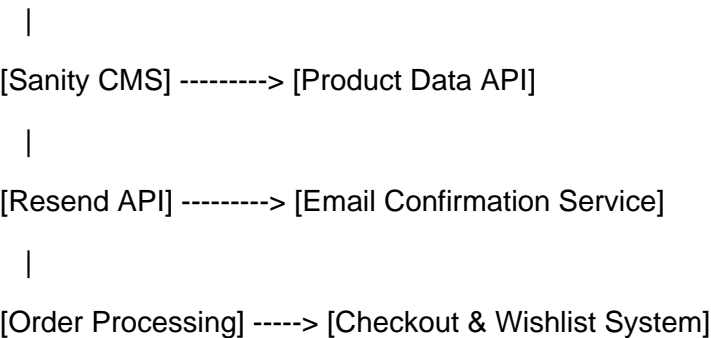 |
[Sanity CMS] ---------> [Product Data API]
|
[Resend API] ---------> [Email Confirmation Service]
|
[Order Processing] -----> [Checkout & Wishlist System]